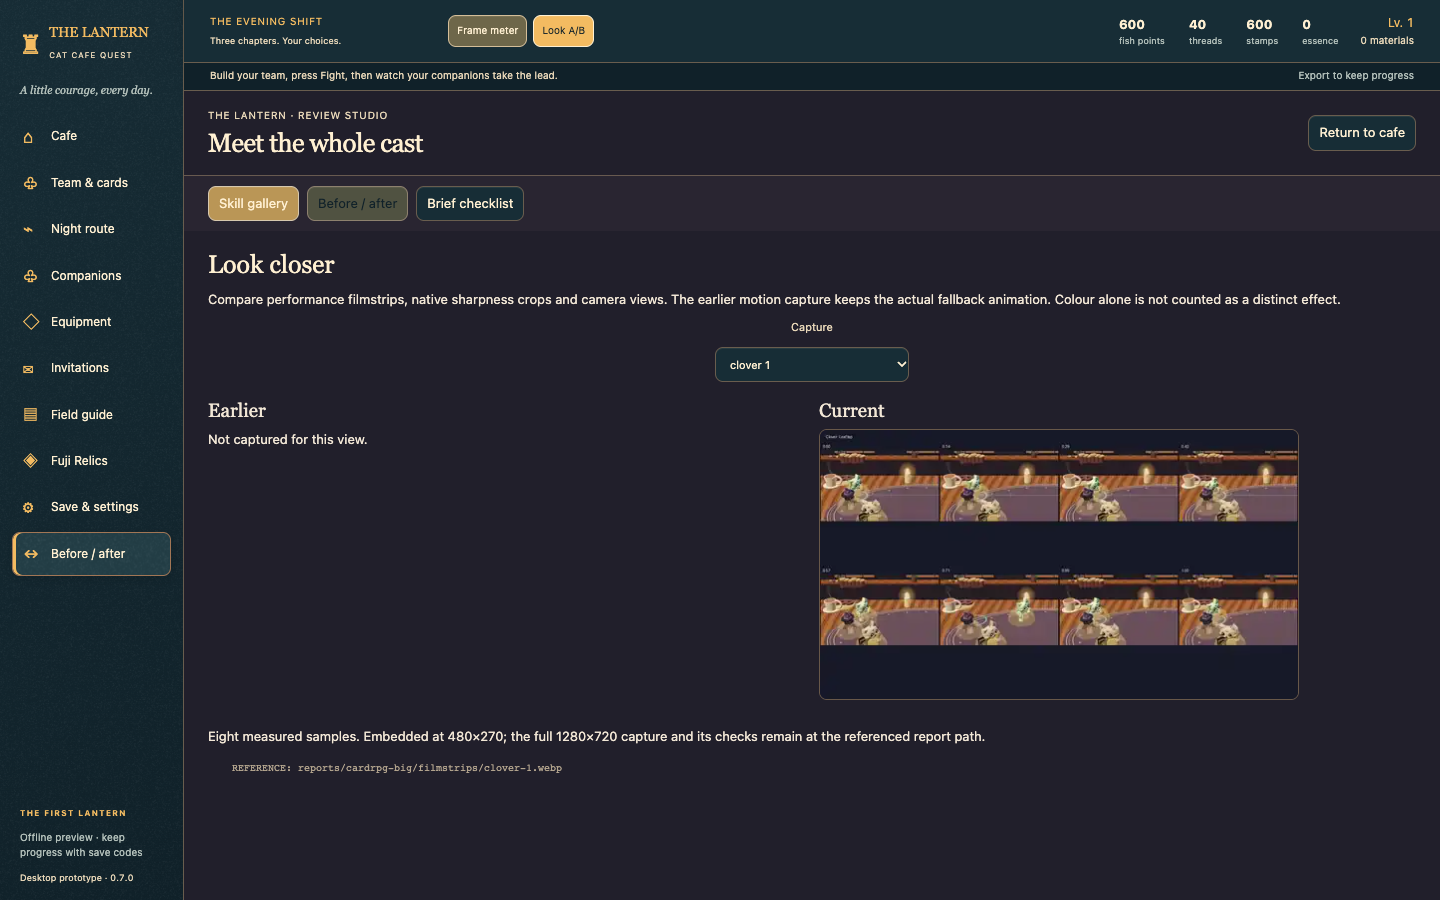 THE LANTERN
CAT CAFE QUEST
A little courage, every day.
Cafe
Team & cards
Night route
Companions
Equipment
Invitations
Field guide
Fuji Relics
Save & settings
Before / after
THE FIRST LANTERN
Offline preview · keep
progress with save codes
Desktop prototype · 0.7.0
THE EVENING SHIFT
Three chapters. Your choices.
Frame meter
Look A/B
600
fish points
40
threads
600
stamps
0
essence
Lv. 1
0 materials
Build your team, press Fight, then watch your companions take the lead.
Export to keep progress
THE LANTERN · REVIEW STUDIO
Meet the whole cast
Return to cafe
Skill gallery
Before / after
Brief checklist
Look closer
Compare performance filmstrips, native sharpness crops and camera views. The earlier motion capture keeps the actual fallback animation. Colour alone is not counted as a distinct effect.
Capture
clover 1
Earlier
Not captured for this view.
Current
Eight measured samples. Embedded at 480×270; the full 1280×720 capture and its checks remain at the referenced report path.
REFERENCE: reports/cardrpg-big/filmstrips/clover-1.webp